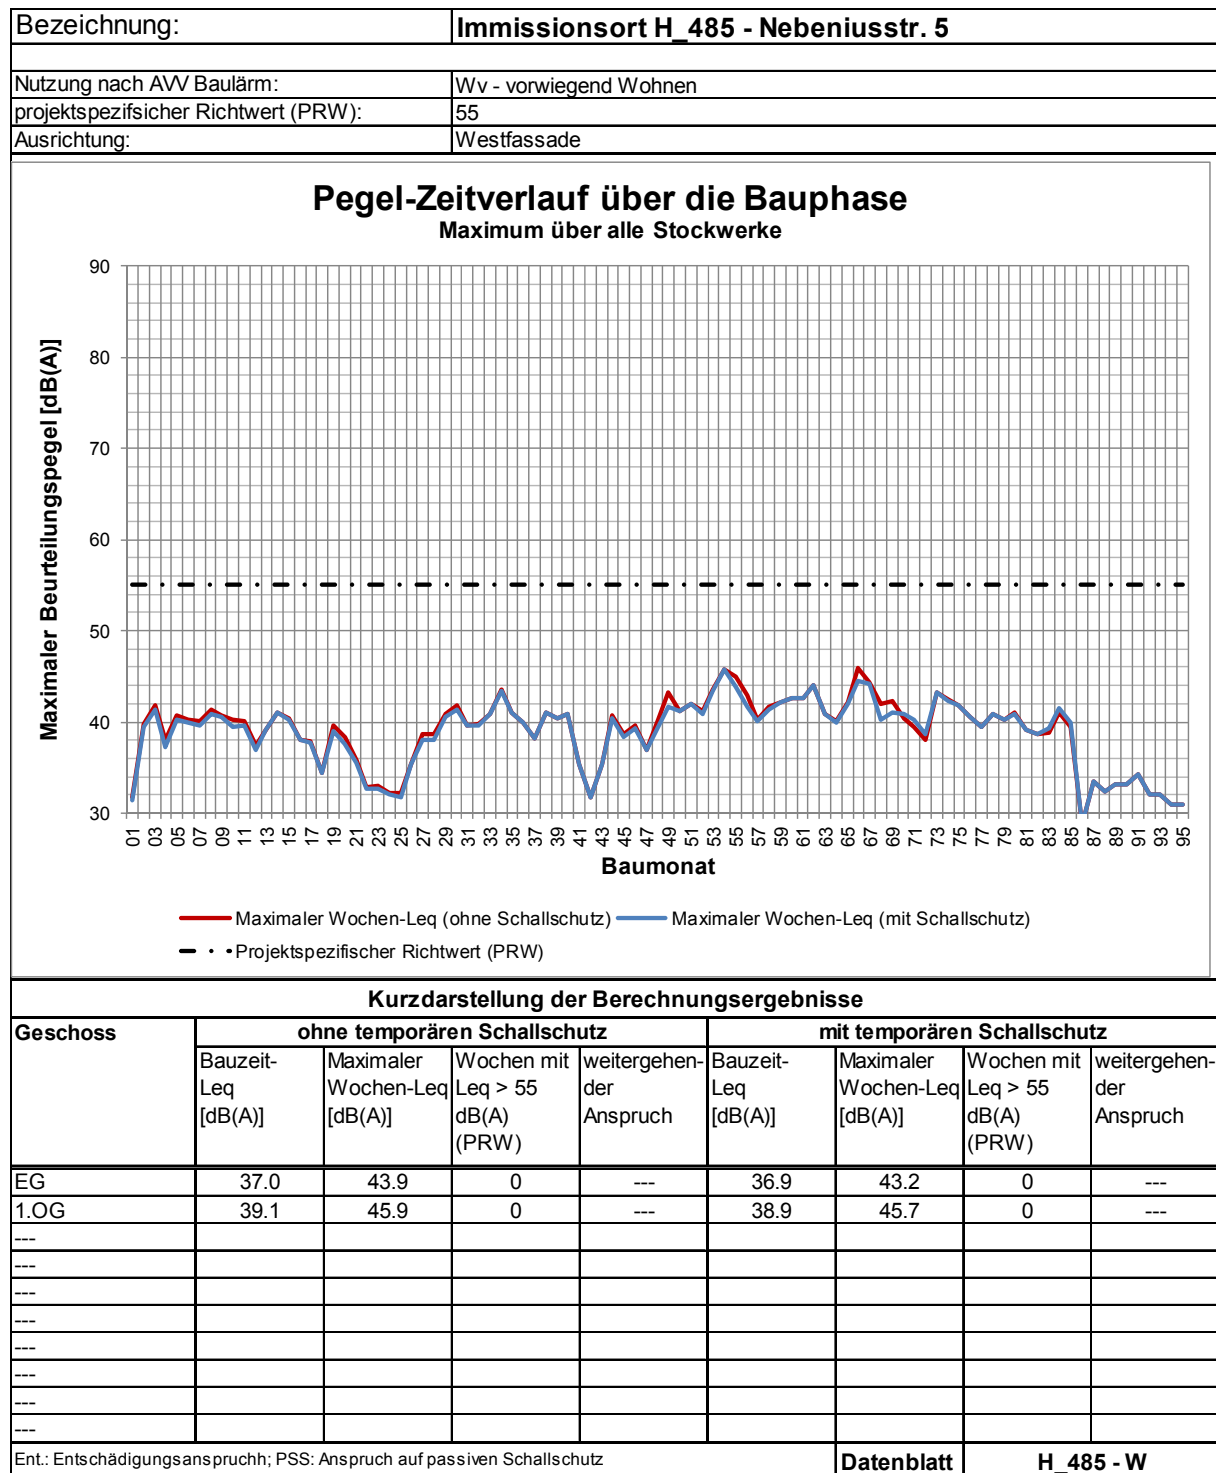 Bezeichnung: Immissionsort H_485 - Nebeniusstr. 5
Nutzung nach AVV Baulärm: Wv - vorwiegend Wohnen
projektspezifsicher Richtwert (PRW): 55
Ausrichtung: Westfassade
Pegel-Zeitverlauf über die Bauphase
Maximum über alle Stockwerke
Maximaler Beurteilungspegel [dB(A)]
90
80
70
60
50
40
30
01 03 05 07 09 11 13 15 17 19 21 23 25 27 29 31 33 35 37 39 41 43 45 47 49 51 53 55 57 59 61 63 65 67 69 71 73 75 77 79 81 83 85 87 89 91 93 95
Baumonat
Maximaler Wochen-Leq (ohne Schallschutz) Maximaler Wochen-Leq (mit Schallschutz)
Projektspezifischer Richtwert (PRW)
Kurzdarstellung der Berechnungsergebnisse
Geschoss ohne temporären Schallschutz mit temporären Schallschutz
Bauzeit- Maximaler Wochen mit weitergehen- Bauzeit- Maximaler Wochen mit weitergehen-
Leq Wochen-Leq Leq > 55 der Leq Wochen-Leq Leq > 55 der
[dB(A)] [dB(A)] dB(A) Anspruch [dB(A)] [dB(A)] dB(A) Anspruch
(PRW) (PRW)
EG 37.0 43.9 0 --- 36.9 43.2 0 ---
1.OG 39.1 45.9 0 --- 38.9 45.7 0 ---
---
---
---
---
---
---
---
---
Ent.: Entschädigungsanspruchh; PSS: Anspruch auf passiven Schallschutz Datenblatt H_485 - W